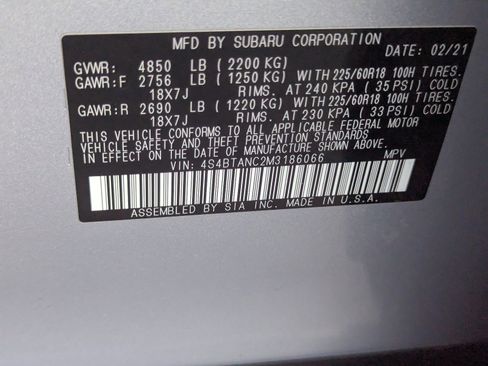 MFD BY SUBARU CORPORATION
DATE: 02/21
GVWR: 4850 LB ( 2200 KG)
GAWR:F 2756 LB ( 1250 KG) WITH 225/60R18 100H TIRES.
18X7J RIMS. AT 240 KPA ( 35 PSI) COLD
GAWR:R 2690 LB ( 1220 KG) WITH 225/60R18 100H TIRES.
18X7J RIMS. AT 230 KPA ( 33 PSI) COLD
THIS VEHICLE CONFORMS TO ALL APPLICABLE FEDERAL MOTOR
VEHICLE SAFETY STANDARDS IN EFFECT ON THE DATE OF
MANUFACTURE SHOWN ABOVE.
VIN: 4S4BTANC2M3186066 MPV
ASSEMBLED BY SIA INC. MADE IN U.S.A.